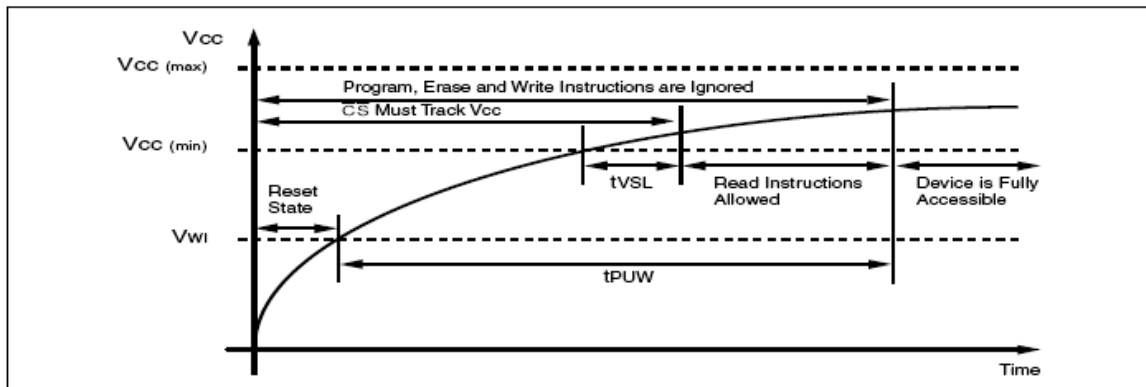 Vcc
Vcc (max)
Program, Erase and Write Instructions are Ignored
CS Must Track Vcc
Vcc (min)
tVSL
Read Instructions
Allowed
Device is Fully
Accessible
Reset
State
VWI
tPUW
Time